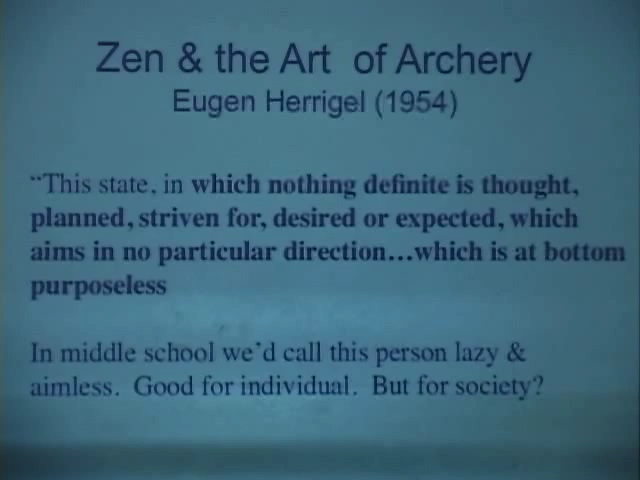 Zen & the Art of Archery
Eugen Herrigel (1954)
“This state, in which nothing definite is thought,
planned, striven for, desired or expected, which
aims in no particular direction…which is at bottom
purposeless
In middle school we’d call this person lazy &
aimless. Good for individual. But for society?